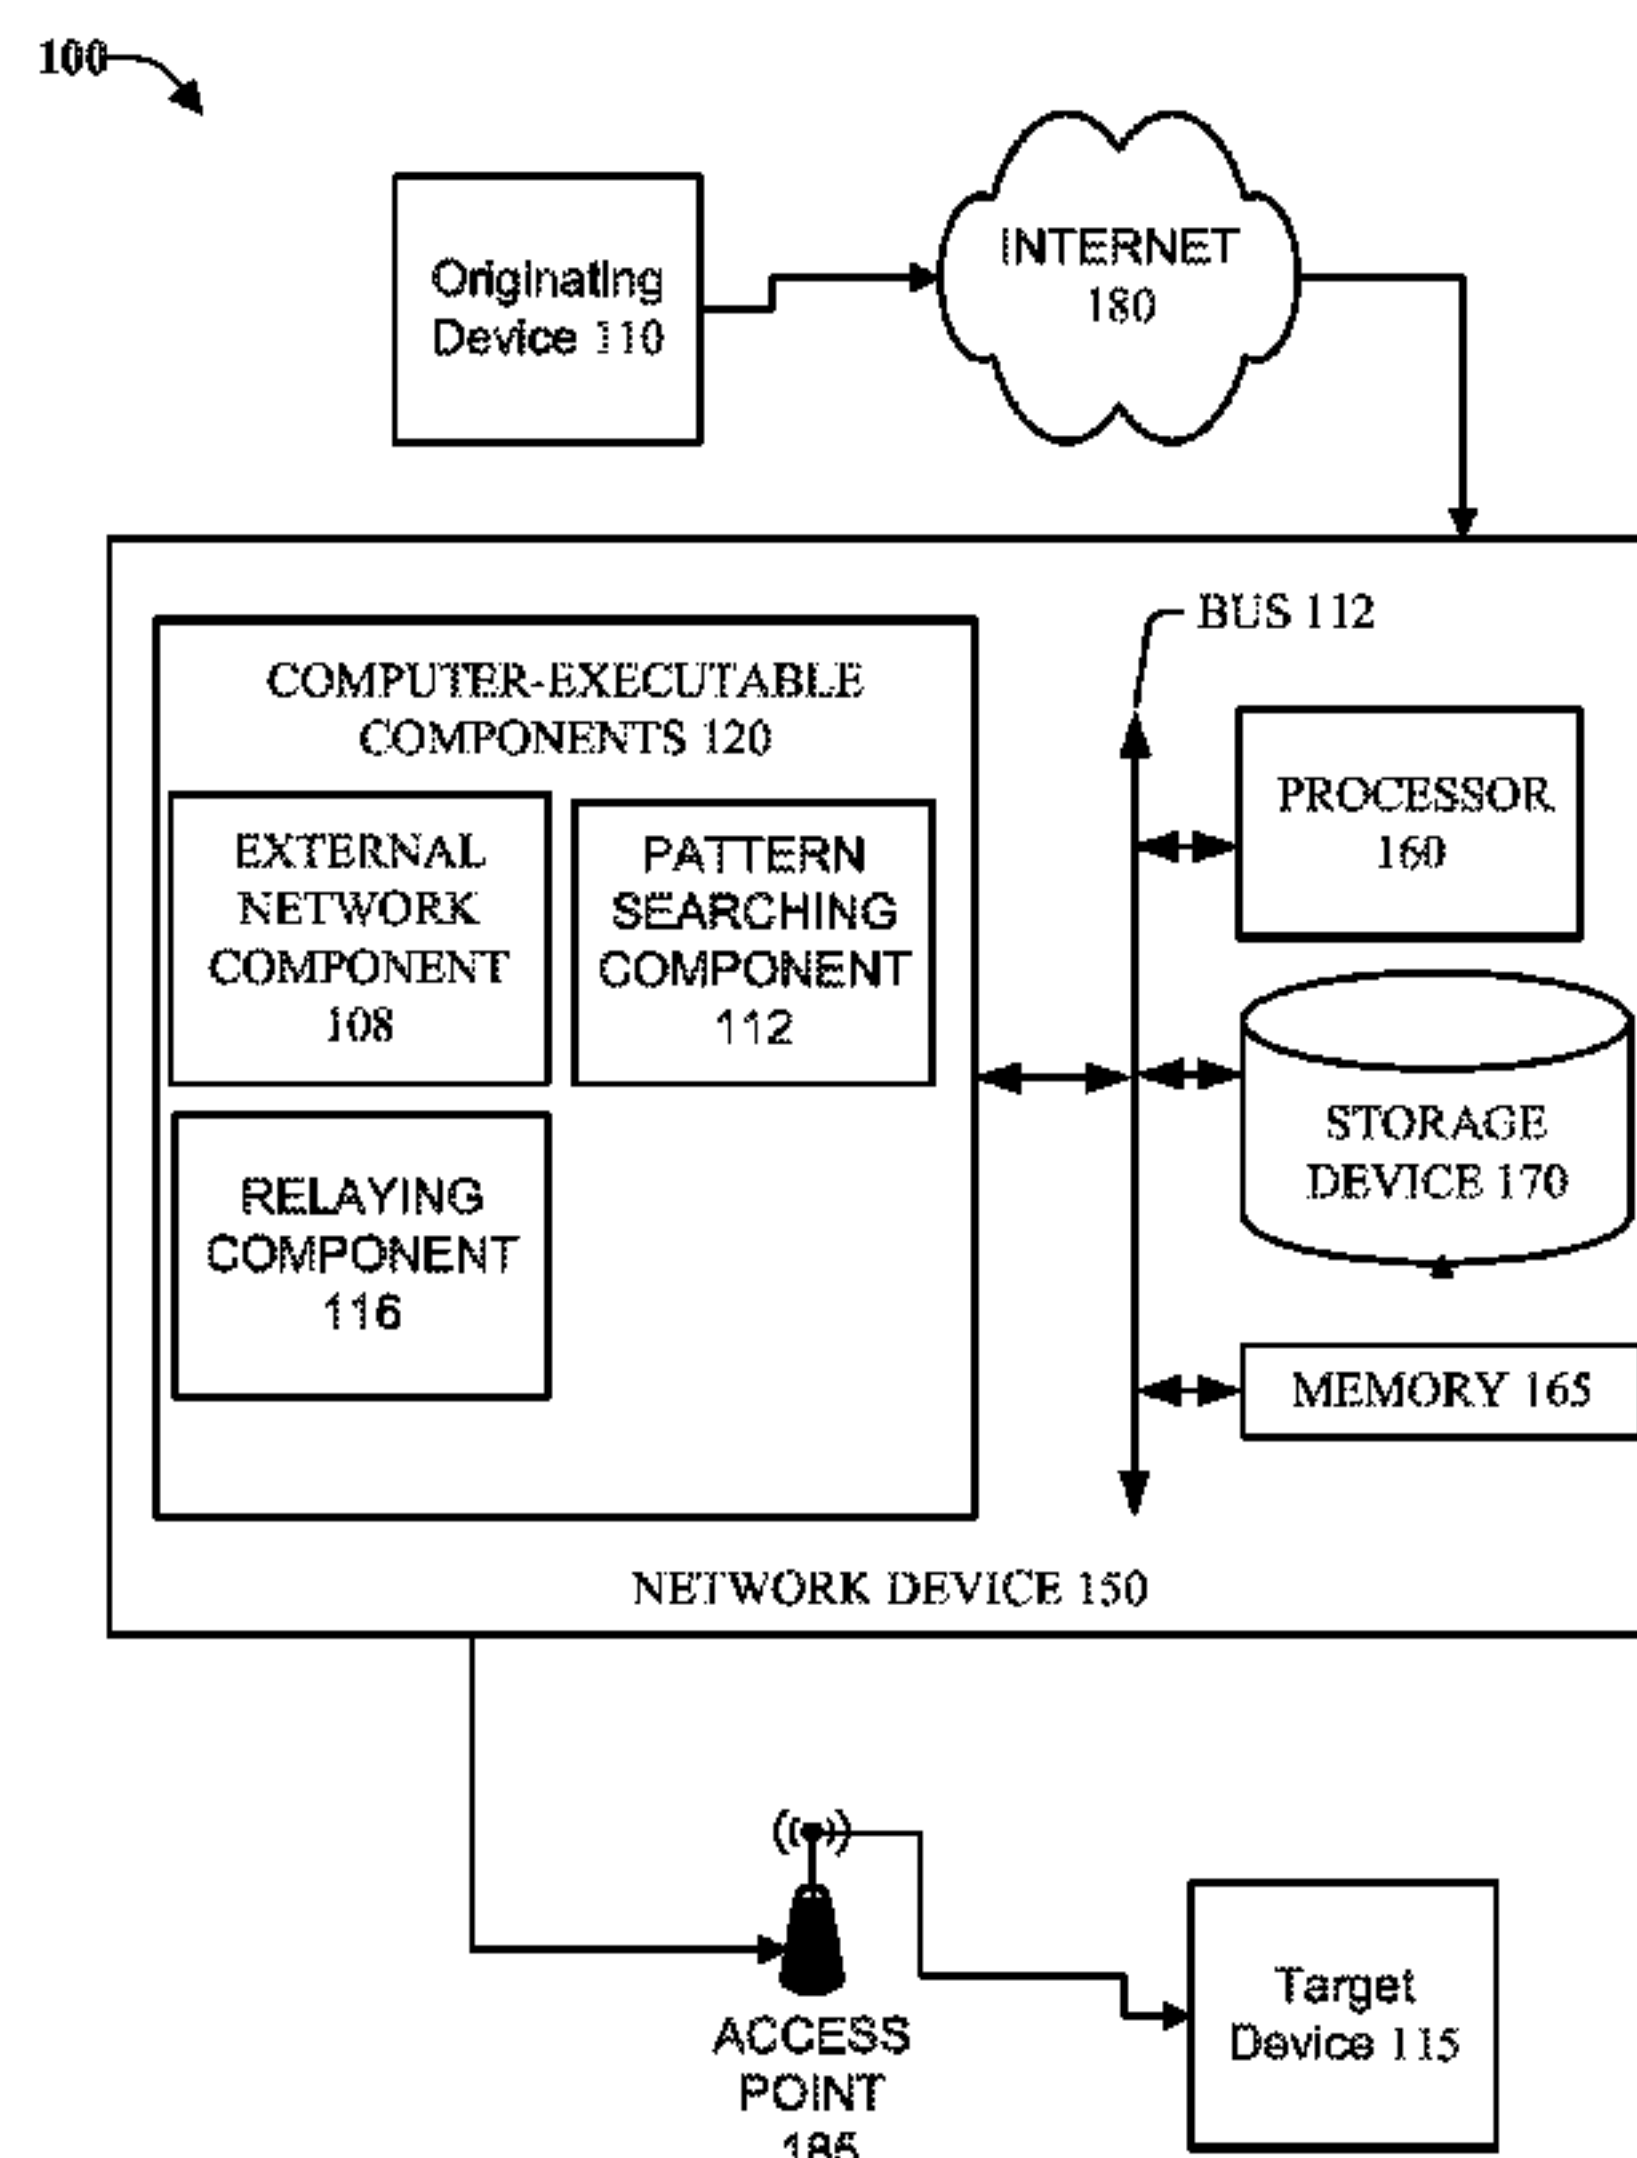 100
Originating
Device 110
INTERNET
180
BUS 112
COMPUTER-EXECUTABLE
COMPONENTS 120
EXTERNAL
NETWORK
COMPONENT
108
PATTERN
SEARCHING
COMPONENT
112
RELAYING
COMPONENT
116
PROCESSOR
160
STORAGE
DEVICE 170
MEMORY 165
NETWORK DEVICE 150
ACCESS
POINT
185
Target
Device 115